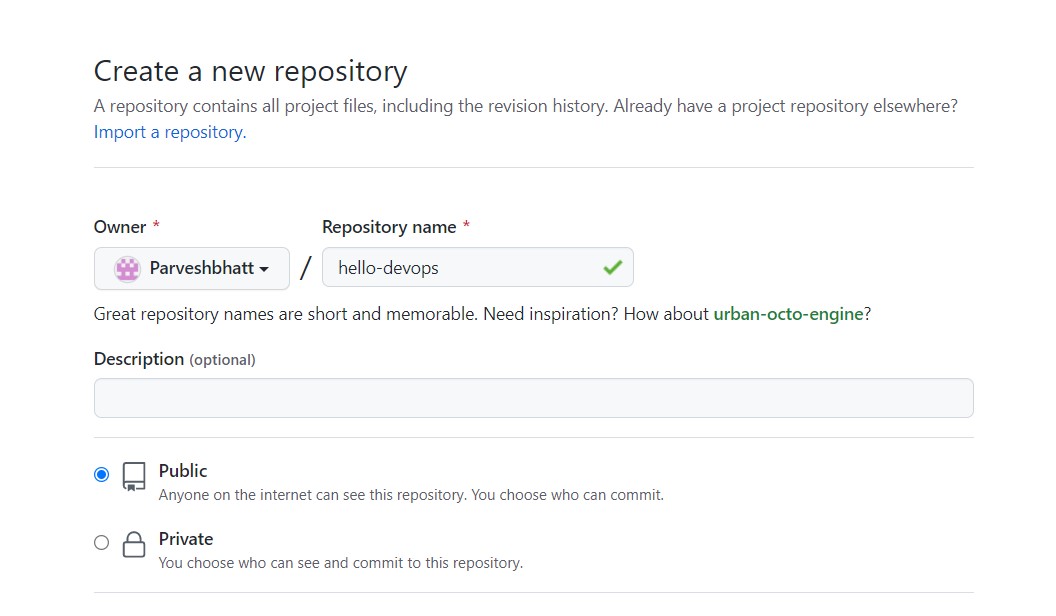 Create a new repository
A repository contains all project files, including the revision history. Already have a project repository elsewhere?
Import a repository.
Owner * Repository name *
Parveshbhatt / hello-devops
Great repository names are short and memorable. Need inspiration? How about urban-octo-engine?
Description (optional)
Public
Anyone on the internet can see this repository. You choose who can commit.
Private
You choose who can see and commit to this repository.